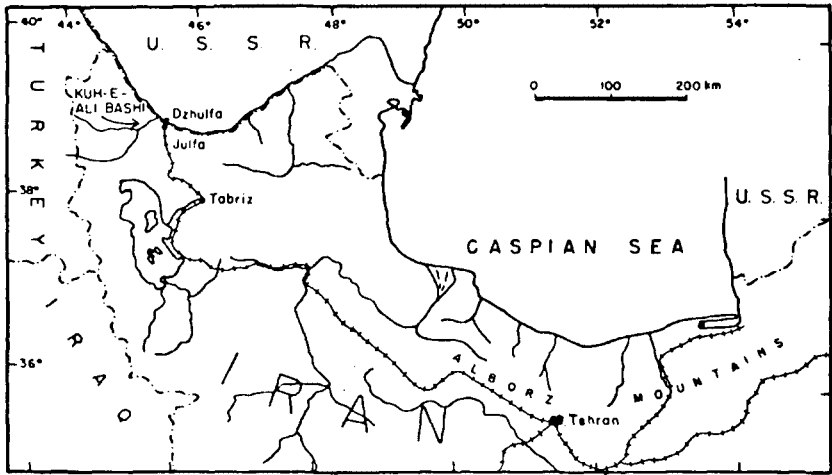 40° 44° 46° 48° 50° 52° 54°
U. S. S R.
TURKEY
KUH-E-
ALI BASHI
Dzhulfa
Julfa
0 100 200 km
38°
Tabriz
U. S. S. R.
CASPIAN SEA
IRAQ
36°
ALBORZ MOUNTAINS
IRAN
Tehran